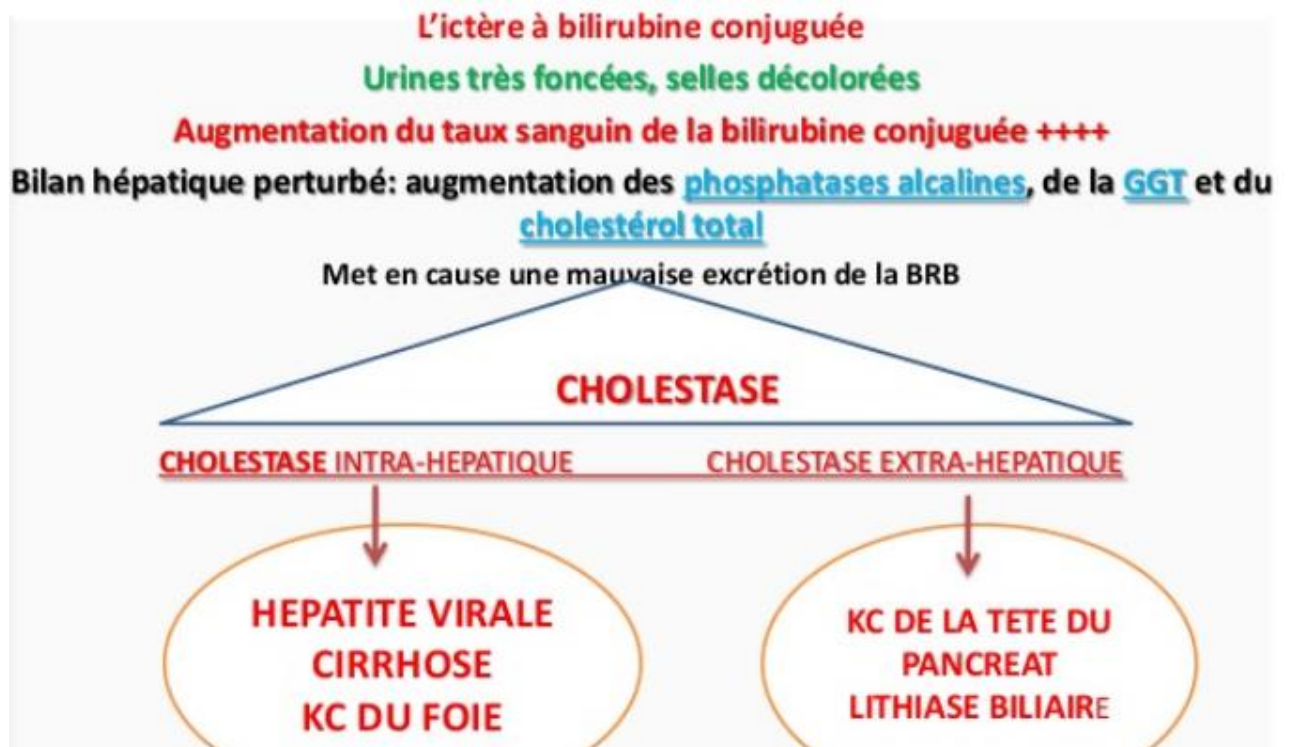 L'ictère à bilirubine conjuguée
Urines très foncées, selles décolorées
Augmentation du taux sanguin de la bilirubine conjuguée ++++
Bilan hépatique perturbé: augmentation des phosphatases alcalines, de la GGT et du
cholestérol total
Met en cause une mauvaise excrétion de la BRB
CHOLESTASE
CHOLESTASE INTRA-HEPATIQUE
CHOLESTASE EXTRA-HEPATIQUE
HEPATITE VIRALE
CIRRHOSE
KC DU FOIE
KC DE LA TETE DU
PANCREAT
LITHIASE BILIAIRE